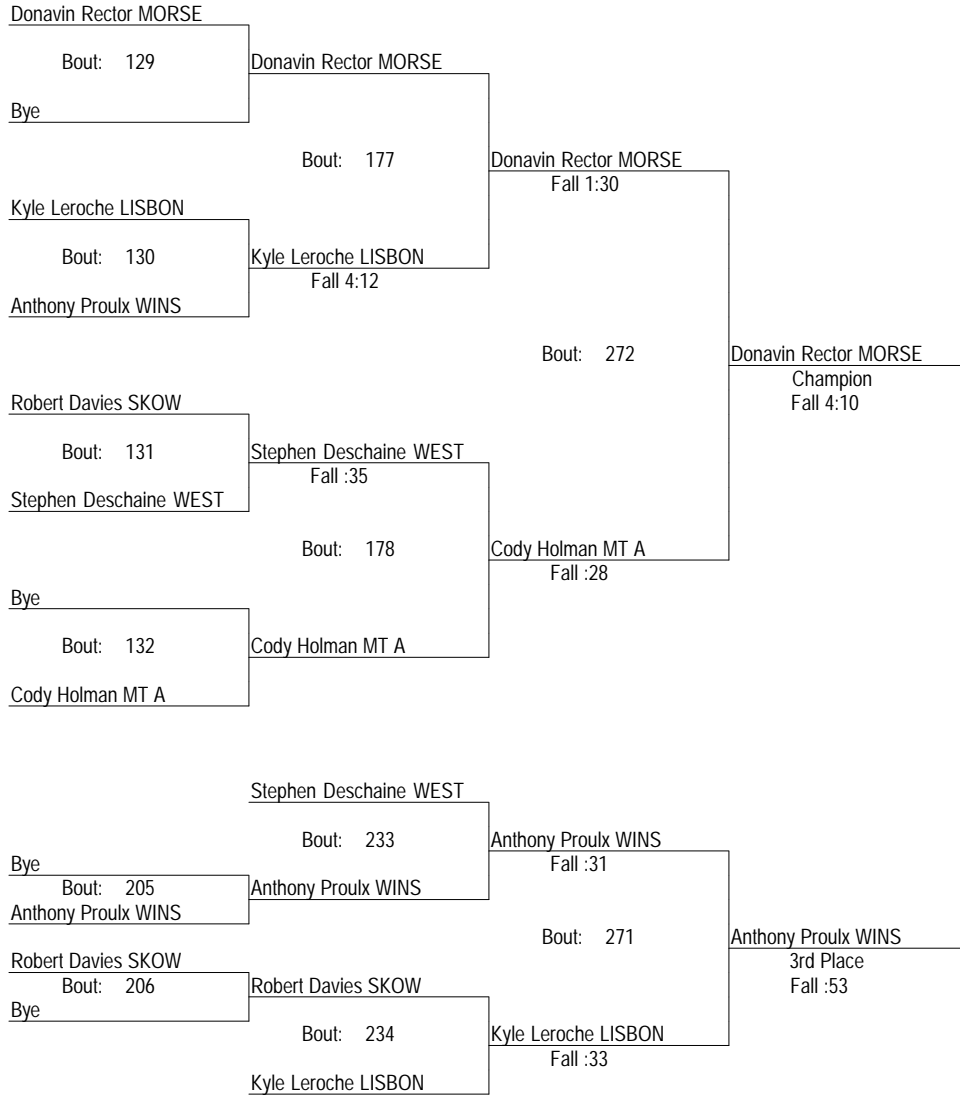 Donavin Rector MORSE
Bout: 129
Donavin Rector MORSE
Bye
Bout: 177
Donavin Rector MORSE
Fall 1:30
Kyle Leroche LISBON
Bout: 130
Kyle Leroche LISBON
Fall 4:12
Anthony Proulx WINS
Bout: 272
Donavin Rector MORSE
Champion
Fall 4:10
Robert Davies SKOW
Bout: 131
Stephen Deschaine WEST
Fall :35
Stephen Deschaine WEST
Bout: 178
Cody Holman MT A
Fall :28
Bye
Bout: 132
Cody Holman MT A
Cody Holman MT A
Stephen Deschaine WEST
Bout: 233
Anthony Proulx WINS
Fall :31
Bye
Bout: 205
Anthony Proulx WINS
Anthony Proulx WINS
Bout: 271
Anthony Proulx WINS
3rd Place
Fall :53
Robert Davies SKOW
Bout: 206
Robert Davies SKOW
Bye
Bout: 234
Kyle Leroche LISBON
Fall :33
Kyle Leroche LISBON